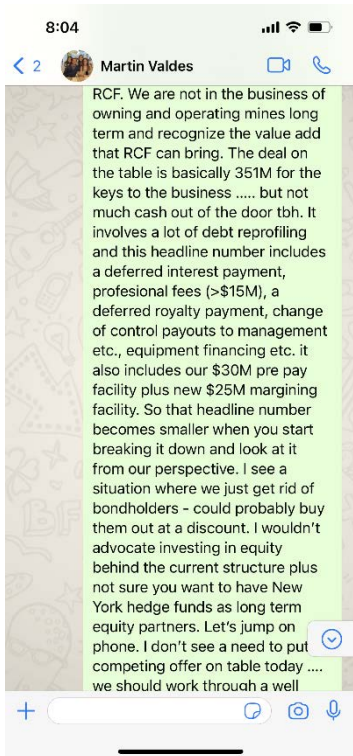 8:04
2
Martin Valdes
RCF. We are not in the business of
owning and operating mines long
term and recognize the value add
that RCF can bring. The deal on
the table is basically 351M for the
keys to the business ..... but not
much cash out of the door tbh. It
involves a lot of debt reprofiling
and this headline number includes
a deferred interest payment,
profesional fees (>$15M), a
deferred royalty payment, change
of control payouts to management
etc., equipment financing etc. it
also includes our $30M pre pay
facility plus new $25M margining
facility. So that headline number
becomes smaller when you start
breaking it down and look at it
from our perspective. I see a
situation where we just get rid of
bondholders - could probably buy
them out at a discount. I wouldn't
advocate investing in equity
behind the current structure plus
not sure you want to have New
York hedge funds as long term
equity partners. Let's jump on
phone. I don't see a need to put
competing offer on table today ....
we should work through a well